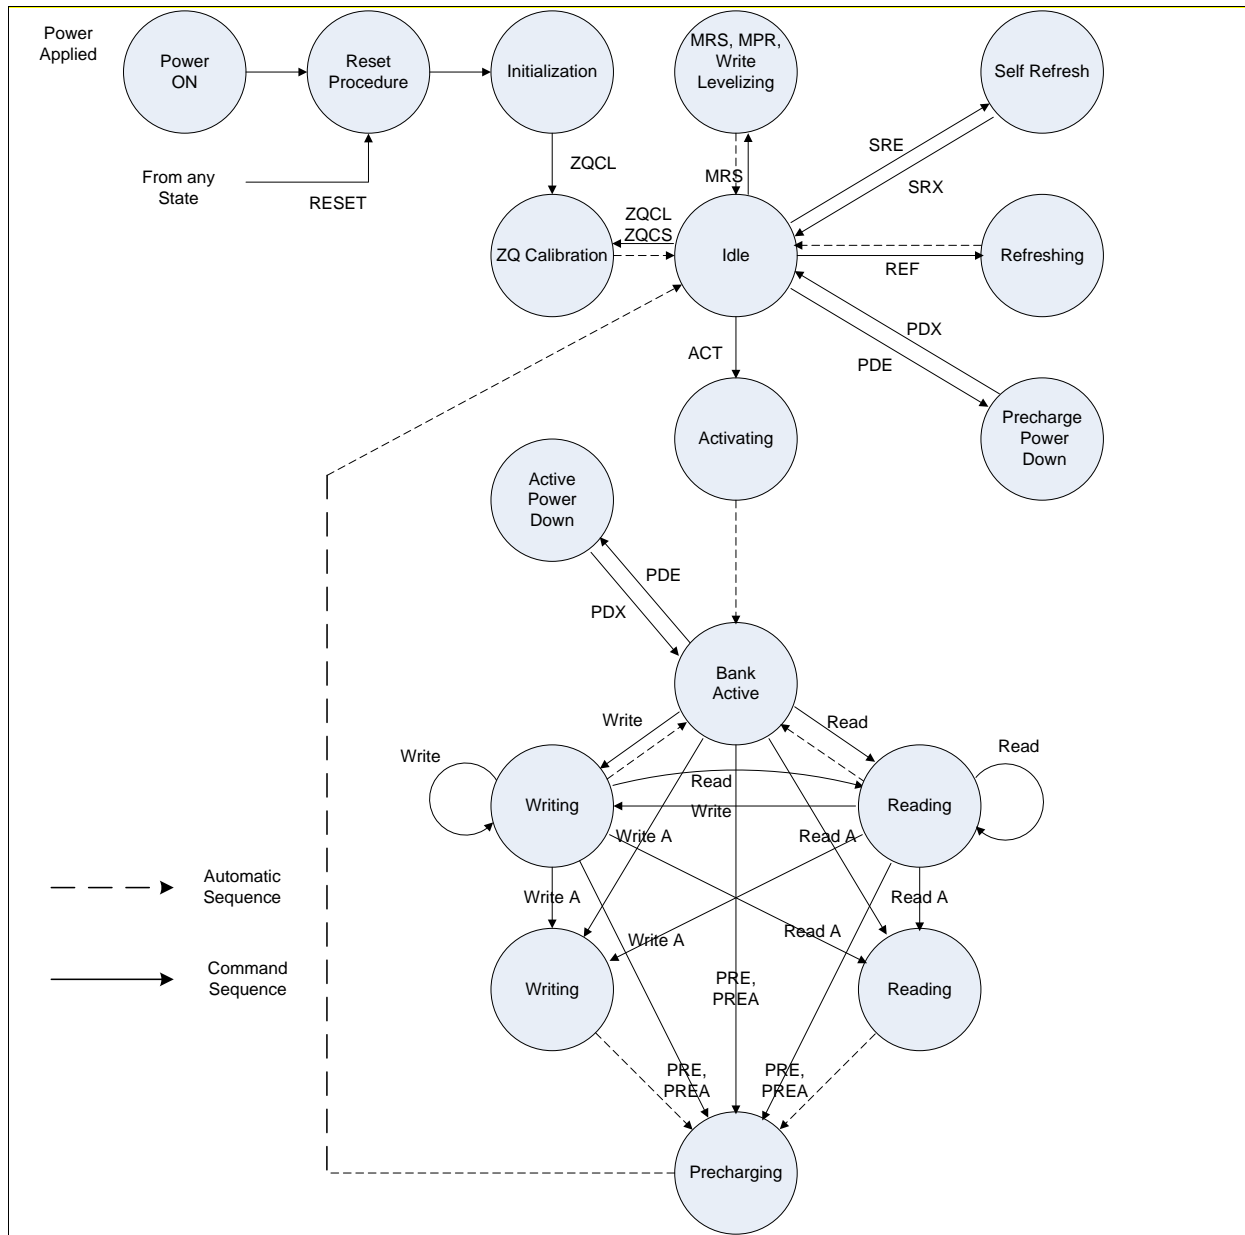 Power
Applied
Power
ON
Reset
Procedure
Initialization
MRS, MPR,
Write
Levelizing
Self Refresh
From any
State
RESET
ZQCL
MRS
SRE
SRX
ZQCL
ZQCS
ZQ Calibration
Idle
REF
Refreshing
ACT
PDX
PDE
Activating
Precharge
Power
Down
Active
Power
Down
PDE
PDX
Bank
Active
Write
Read
Write
Read
Writing
Read
Write
Reading
Write A
Read A
Write A
Read A
Write A
Read A
Automatic
Sequence
Command
Sequence
Writing
PRE,
PREA
Reading
PRE,
PREA
PRE,
PREA
Precharging